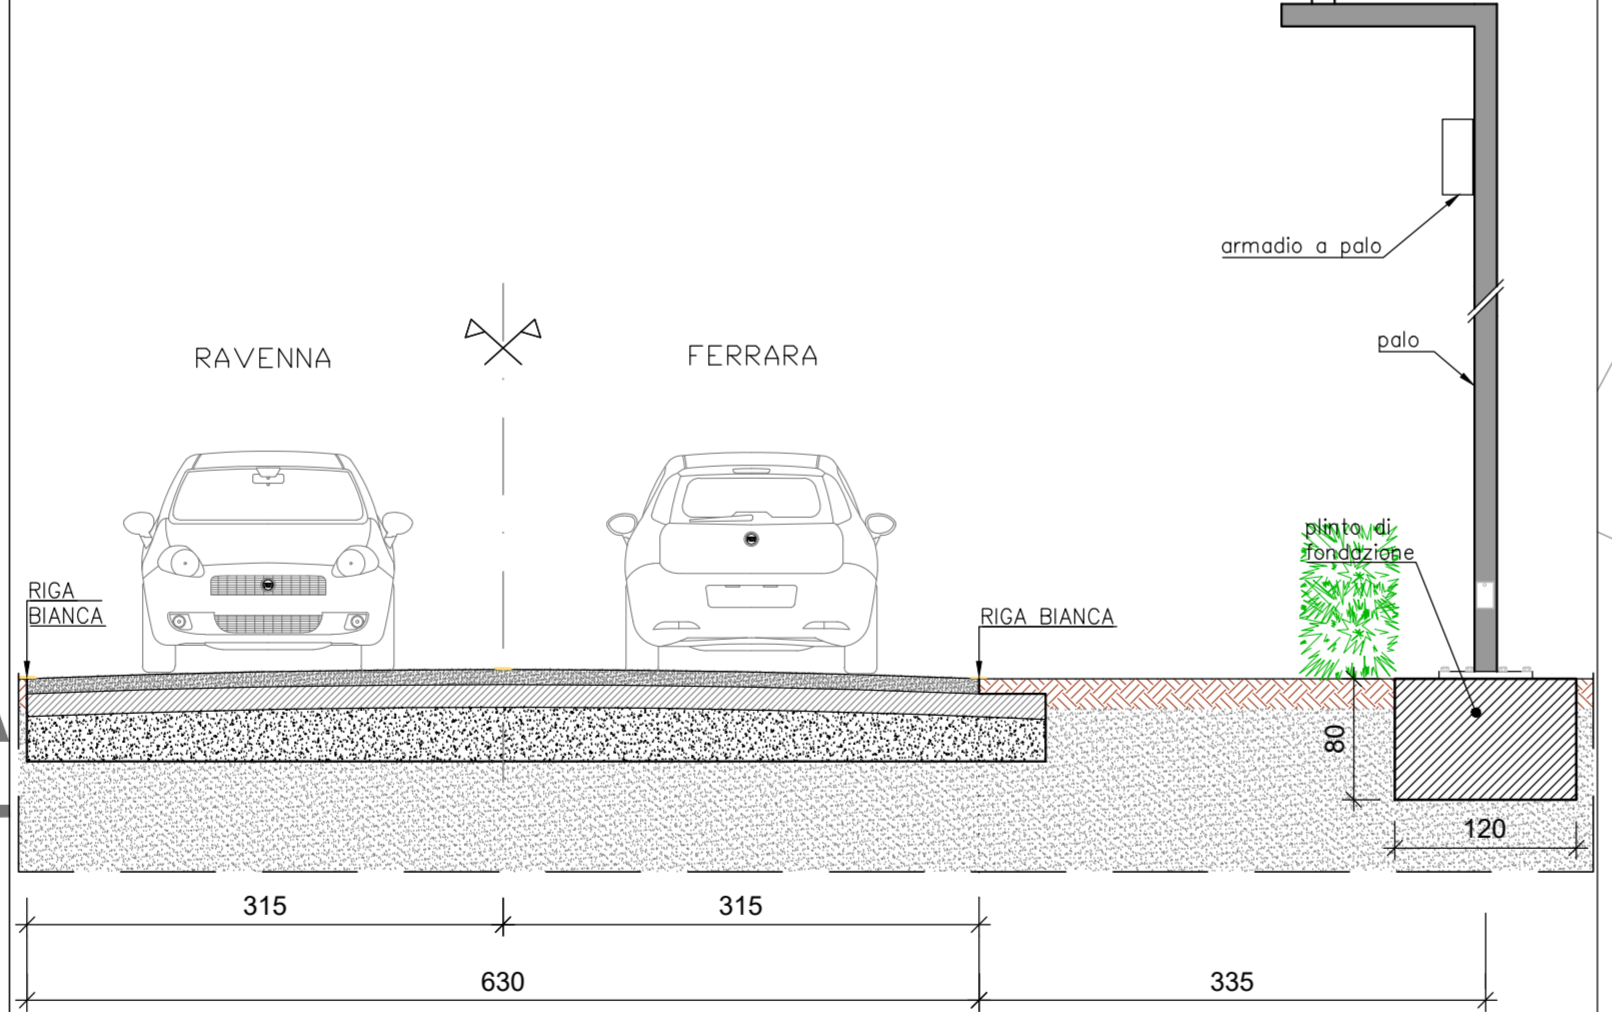 armadio a palo
palo
RAVENNA
FERRARA
plinto di
fondazione
RIGA
BIANCA
RIGA BIANCA
80
120
315
315
630
335